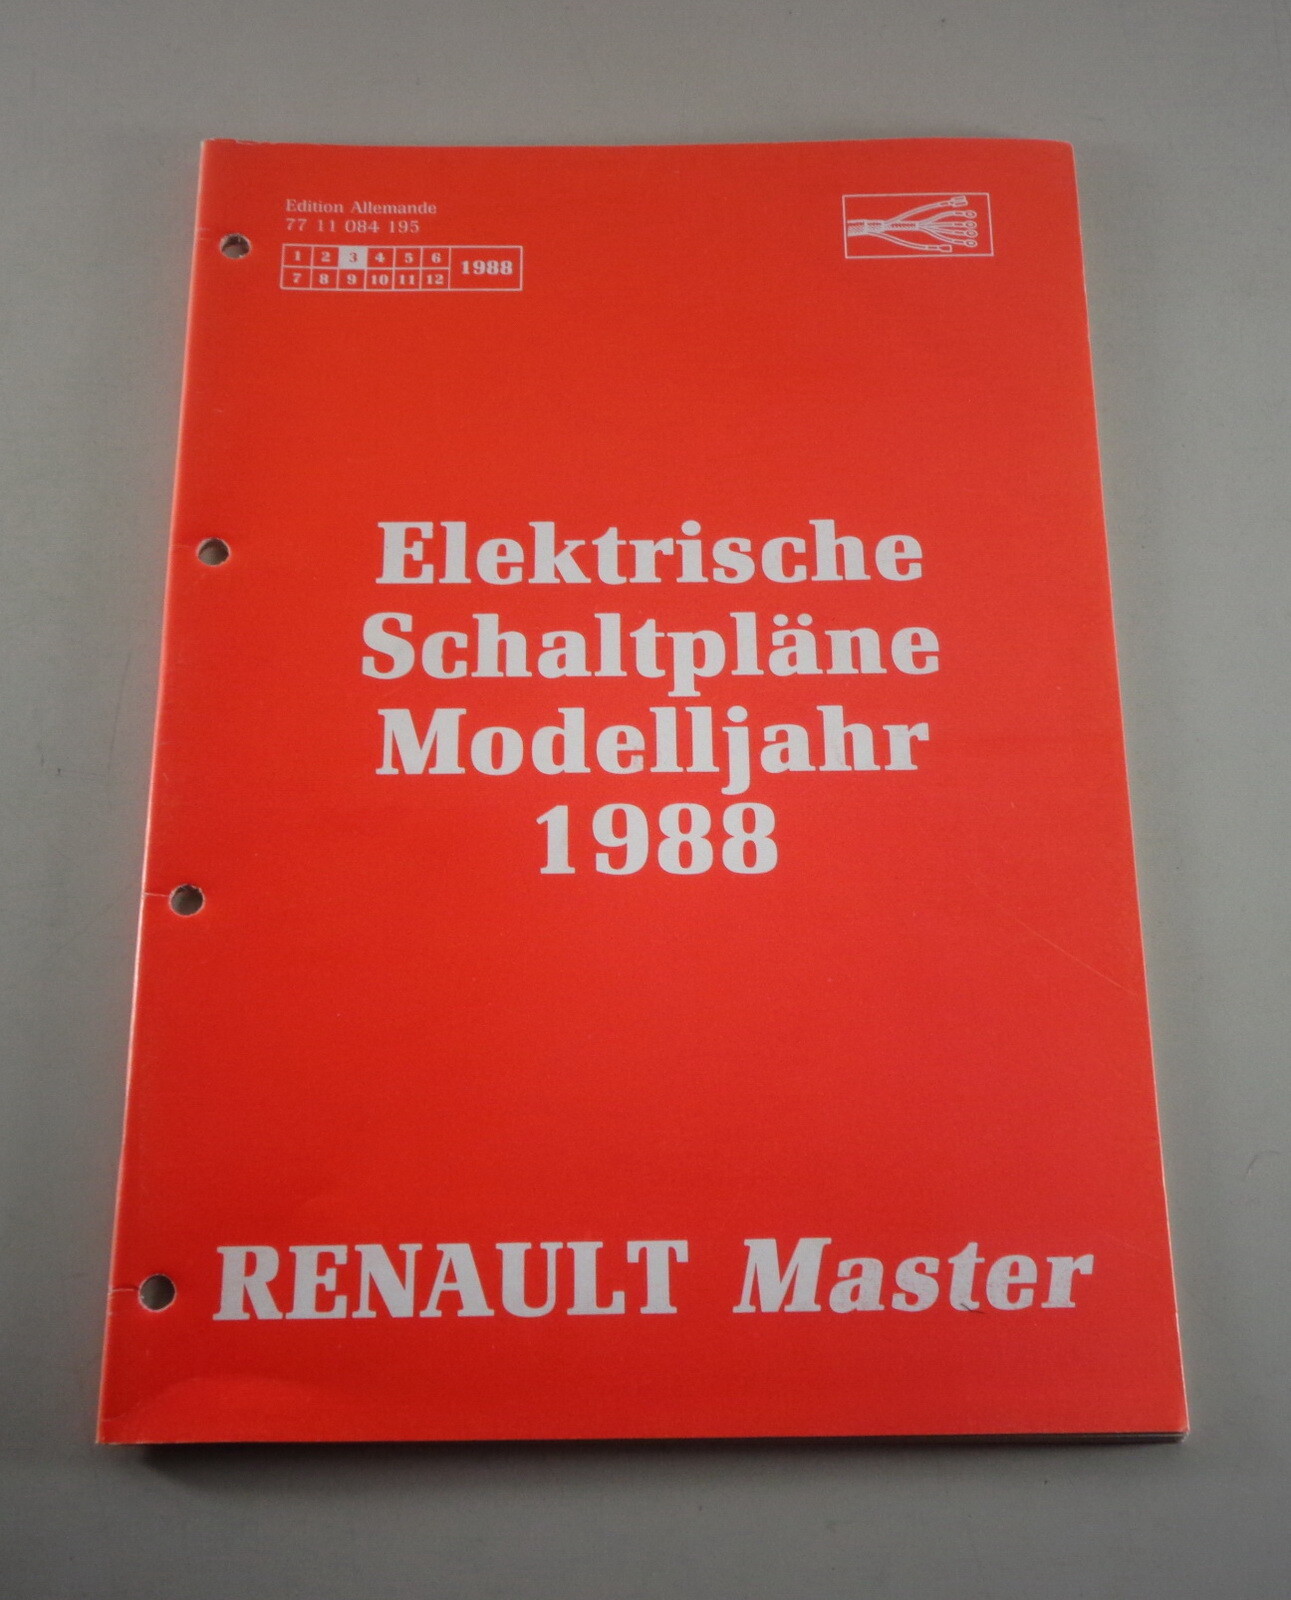 Edition Allemande
77 11 084 195
1 2 3 4 5 6 1988
7 8 9 10 11 12
Elektrische
Schaltpläne
Modelljahr
1988
RENAULT Master